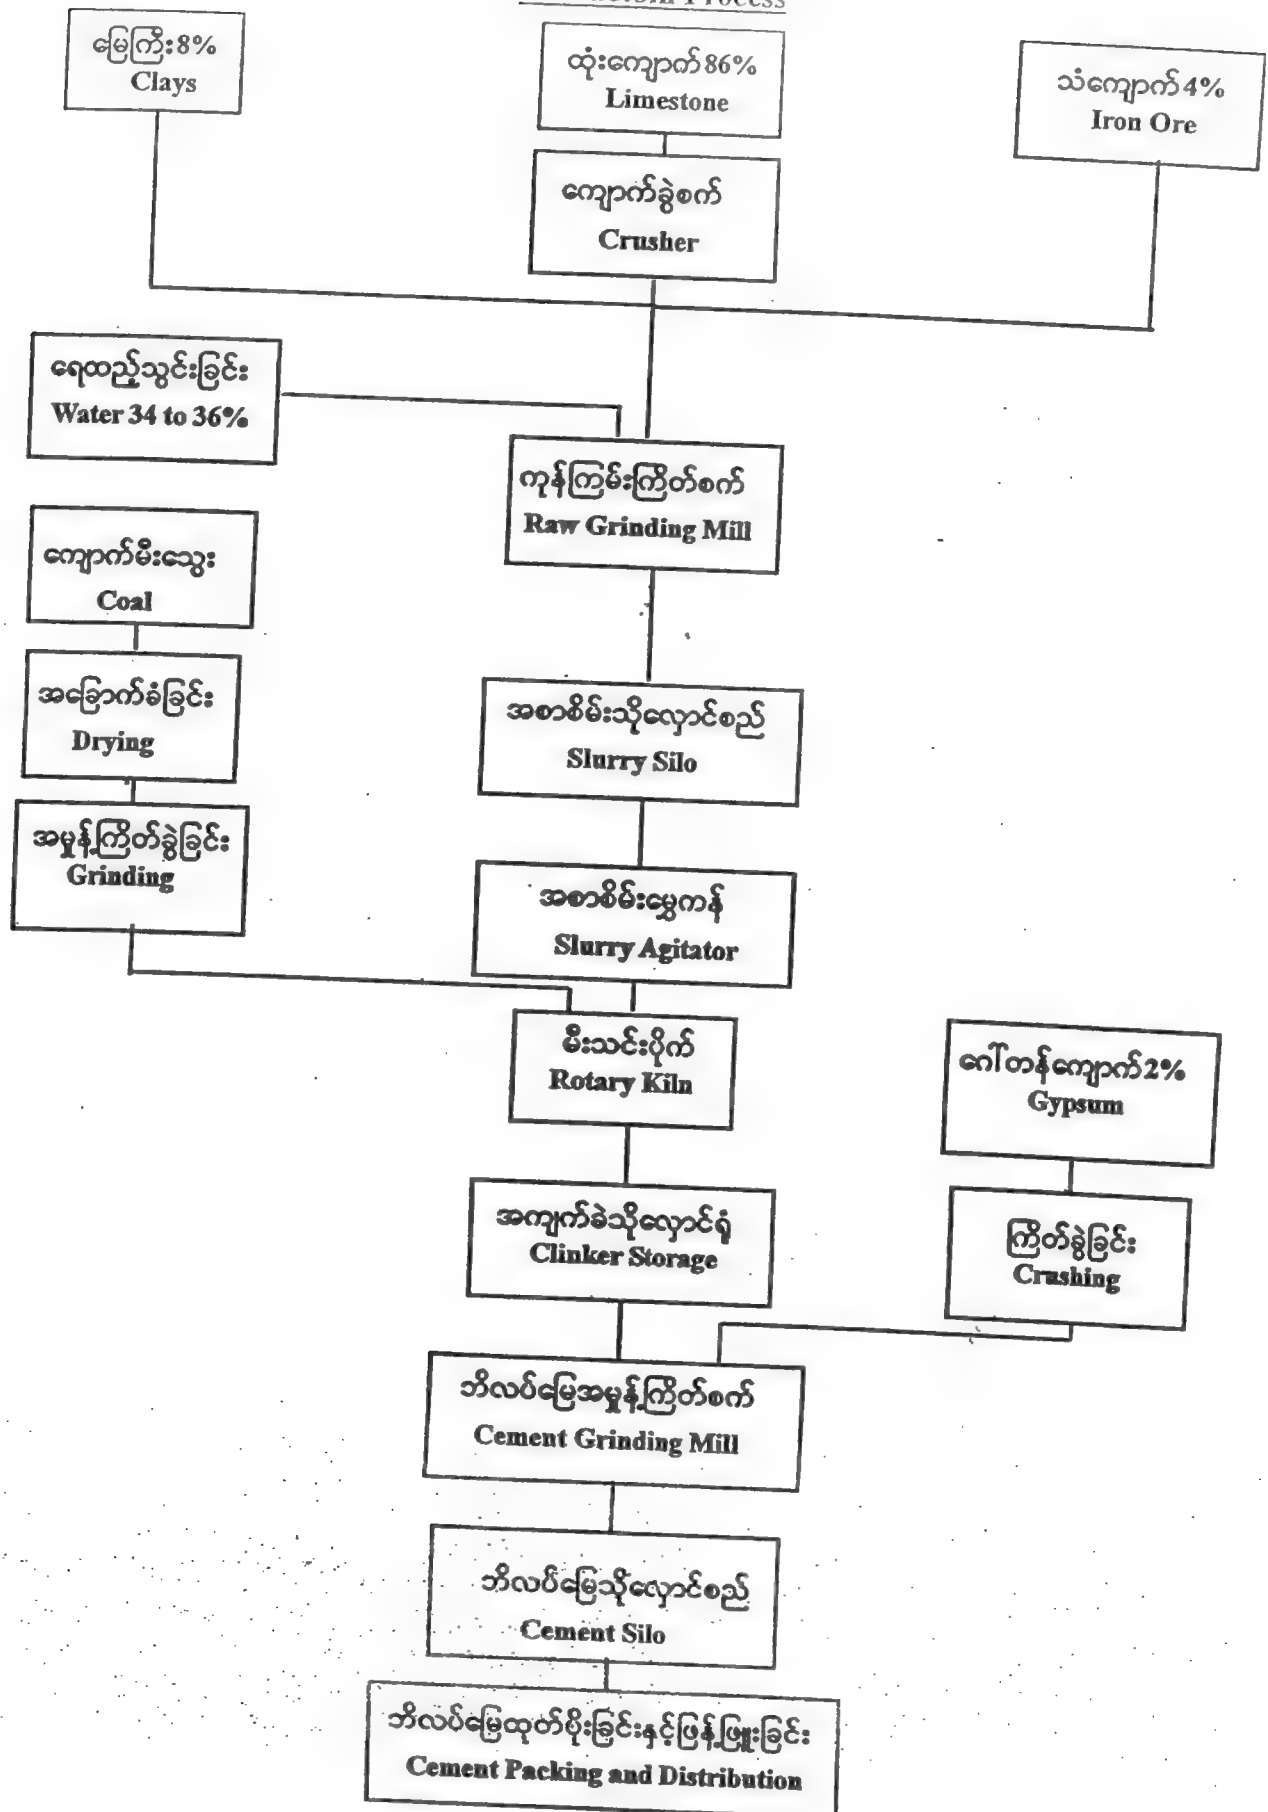 Process
မြေကြီး 8%
Clays
ထုံးကျောက် 86%
Limestone
သံကျောက် 4%
Iron Ore
ကျောက်ခွဲစက်
Crusher
ရေထည့်သွင်းခြင်း
Water 34 to 36%
ကုန်ကြမ်းကြိတ်စက်
Raw Grinding Mill
ကျောက်မီးသွေး
Coal
အခြောက်ခံခြင်း
Drying
အစာစိမ်းသိုလှောင်စည်
Slurry Silo
အမှုန့်ကြိတ်ခွဲခြင်း
Grinding
အစာစိမ်းမွှေကန်
Slurry Agitator
မီးသင်းပိုက်
Rotary Kiln
ဂေါ်တန်ကျောက် 2%
Gypsum
အကျက်ခဲသိုလှောင်ရုံ
Clinker Storage
ကြိတ်ခွဲခြင်း
Crushing
ဘိလပ်မြေအမှုန့်ကြိတ်စက်
Cement Grinding Mill
ဘိလပ်မြေသိုလှောင်စည်
Cement Silo
ဘိလပ်မြေထုတ်ပိုးခြင်းနှင့်ဖြန့်ဖြူးခြင်း
Cement Packing and Distribution